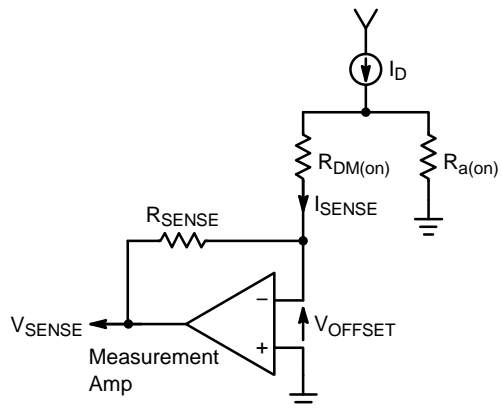 I_D
R_DM(on)
R_a(on)
I_SENSE
R_SENSE
−
V_SENSE
V_OFFSET
+
Measurement
Amp